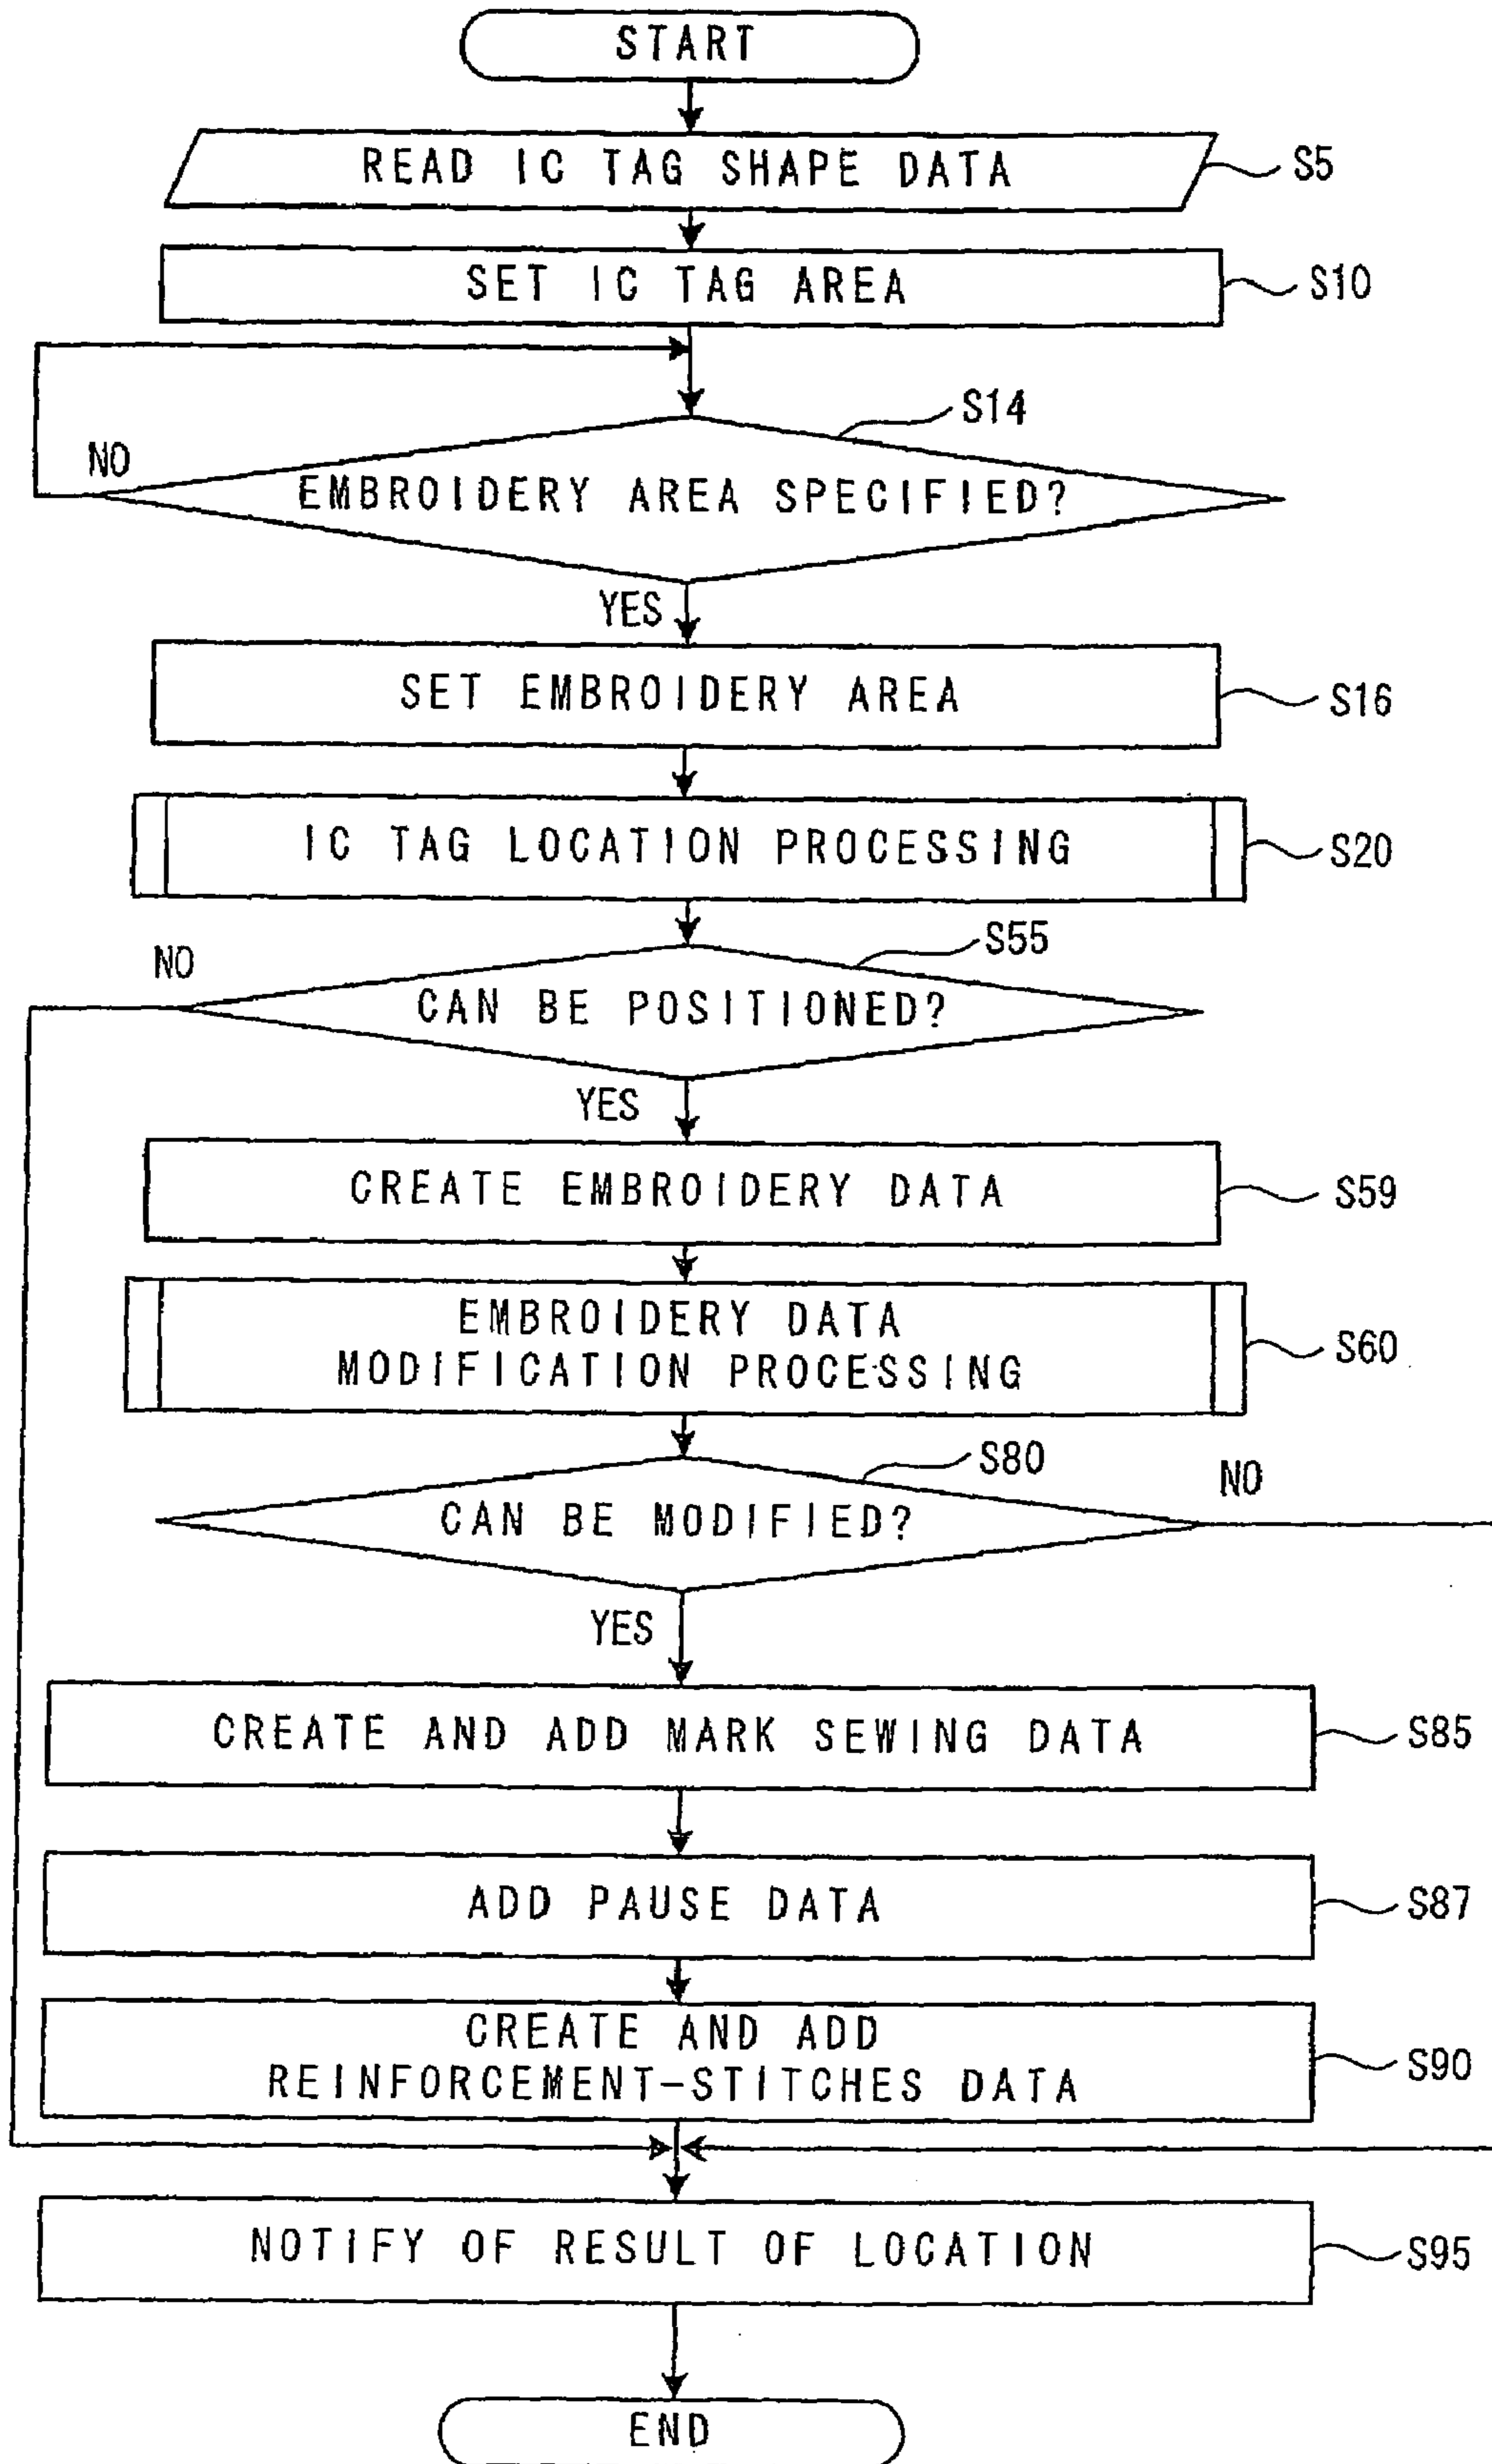 START
READ IC TAG SHAPE DATA
S5
SET IC TAG AREA
S10
S14
NO
EMBROIDERY AREA SPECIFIED?
YES
SET EMBROIDERY AREA
S16
IC TAG LOCATION PROCESSING
S20
S55
NO
CAN BE POSITIONED?
YES
CREATE EMBROIDERY DATA
S59
EMBROIDERY DATA
MODIFICATION PROCESSING
S60
S80
NO
CAN BE MODIFIED?
YES
CREATE AND ADD MARK SEWING DATA
S85
ADD PAUSE DATA
S87
CREATE AND ADD
REINFORCEMENT-STITCHES DATA
S90
NOTIFY OF RESULT OF LOCATION
S95
END